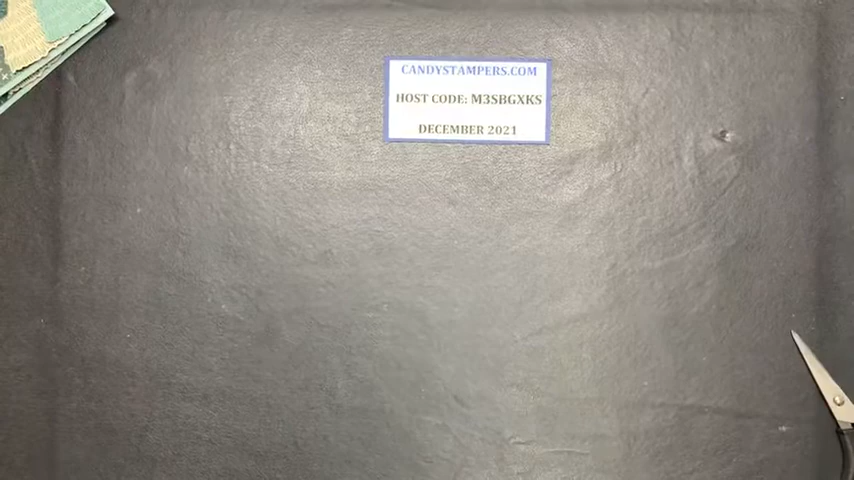 CANDYSTAMPERS.COM
HOST CODE: M3SBGXKS
DECEMBER 2021